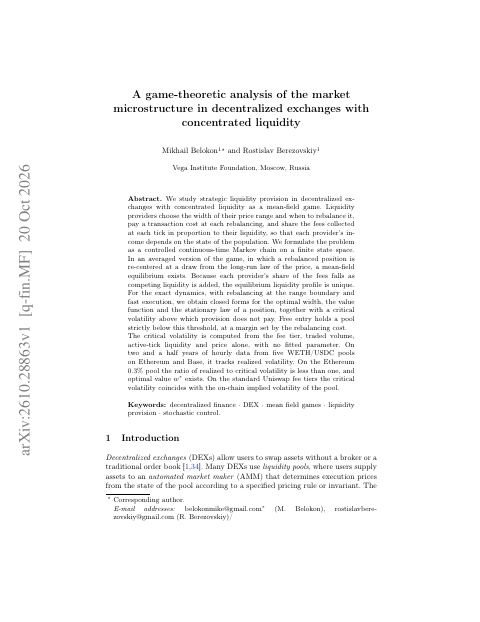 A game-theoretic analysis of the market
microstructure in decentralized exchanges with
concentrated liquidity
Mikhail Belokon¹* and Rostislav Berezovskiy¹
Vega Institute Foundation, Moscow, Russia
Abstract. We study strategic liquidity provision in decentralized ex-
changes with concentrated liquidity as a mean-field game. Liquidity
providers choose the width of their price range and when to rebalance it,
pay a transaction cost at each rebalancing, and share the fees collected
at each tick in proportion to their liquidity, so that each provider's in-
come depends on the state of the population. We formulate the problem
as a controlled continuous-time Markov chain on a finite state space.
In an averaged version of the game, in which a rebalanced position is
re-centered at a draw from the long-run law of the price, a mean-field
equilibrium exists. Because each provider's share of the fees falls as
competing liquidity is added, the equilibrium liquidity profile is unique.
For the exact dynamics, with rebalancing at the range boundary and
fast execution, we obtain closed forms for the optimal width, the value
function and the stationary law of a position, together with a critical
volatility above which provision does not pay. Free entry holds a pool
strictly below this threshold, at a margin set by the rebalancing cost.
The critical volatility is computed from the fee tier, traded volume,
active-tick liquidity and price alone, with no fitted parameter. On
two and a half years of hourly data from five WETH/USDC pools
on Ethereum and Base, it tracks realized volatility. On the Ethereum
0.3% pool the ratio of realized to critical volatility is less than one, and
optimal value w* exists. On the standard Uniswap fee tiers the critical
volatility coincides with the on-chain implied volatility of the pool.
Keywords: decentralized finance · DEX · mean field games · liquidity
provision · stochastic control.
1 Introduction
Decentralized exchanges (DEXs) allow users to swap assets without a broker or a
traditional order book [1,34]. Many DEXs use liquidity pools, where users supply
assets to an automated market maker (AMM) that determines execution prices
from the state of the pool according to a specified pricing rule or invariant. The
* Corresponding author.
E-mail addresses: belokonmike@gmail.com* (M. Belokon), rostislavbere-
zovskiy@gmail.com (R. Berezovskiy)/
arXiv:2610.28863v1 [q-fin.MF] 20 Oct 2026